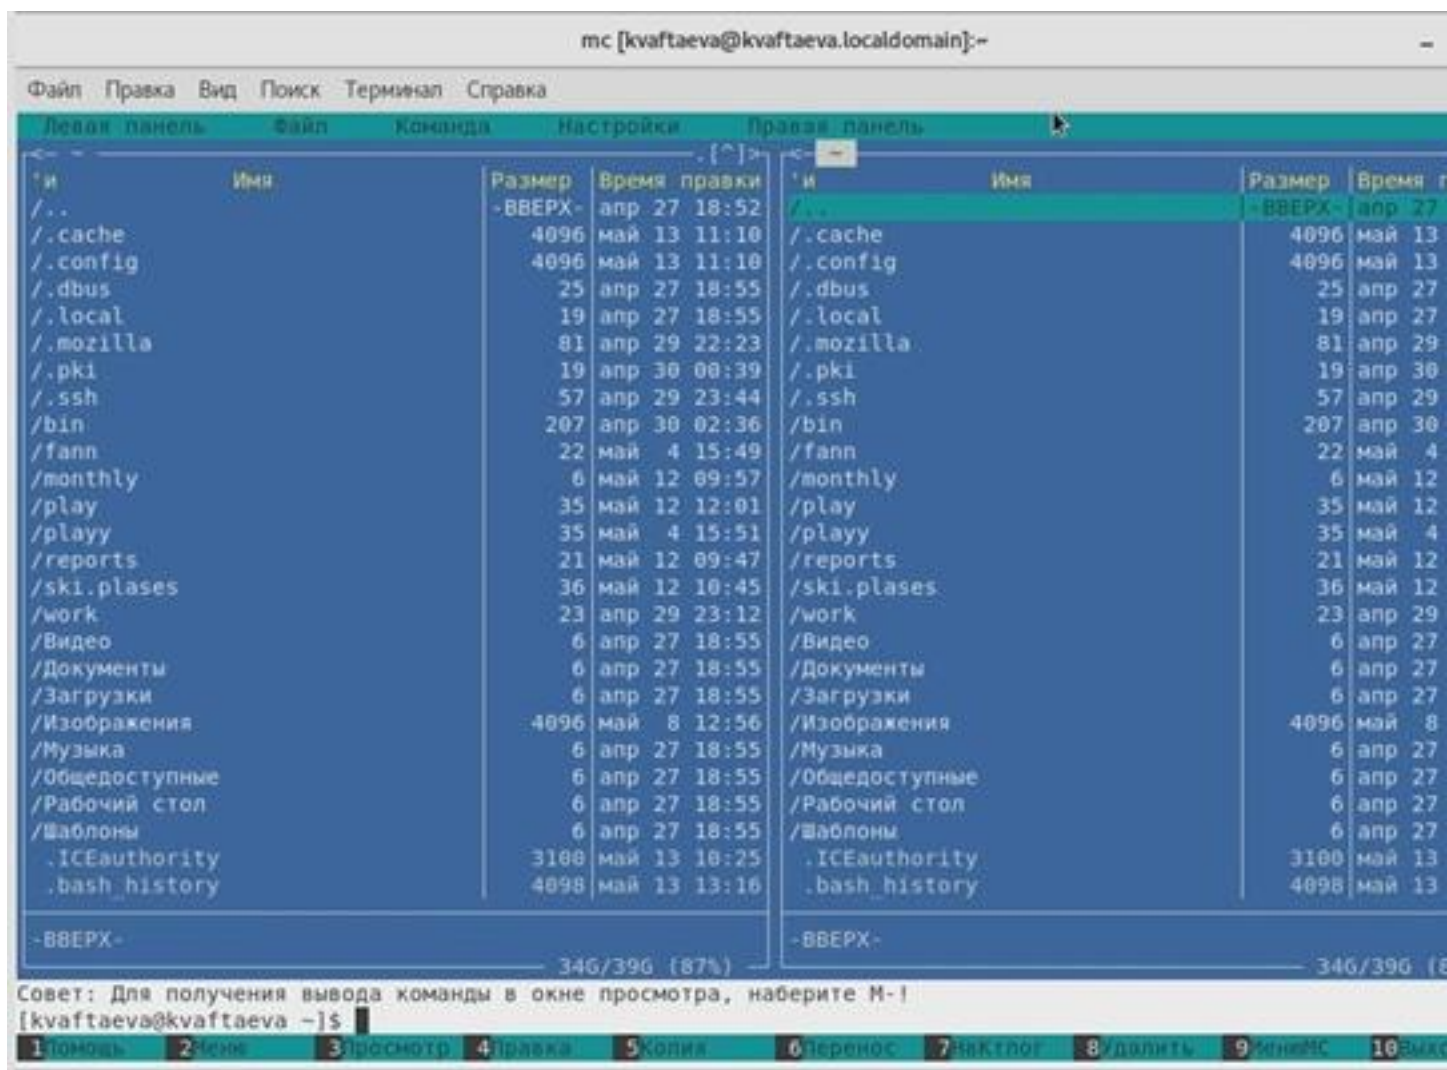 mc [kvaftaeva@kvaftaeva.localdomain]:~
Файл Правка Вид Поиск Терминал Справка
Левая панель Файл Команда Настройки Правая панель
<- ~ .[^]> <- ~
'и Имя Размер Время правки 'и Имя Размер Время п
/.. -ВВЕРХ- апр 27 18:52 /.. -ВВЕРХ- апр 27
/.cache 4096 май 13 11:10 /.cache 4096 май 13
/.config 4096 май 13 11:10 /.config 4096 май 13
/.dbus 25 апр 27 18:55 /.dbus 25 апр 27
/.local 19 апр 27 18:55 /.local 19 апр 27
/.mozilla 81 апр 29 22:23 /.mozilla 81 апр 29
/.pki 19 апр 30 00:39 /.pki 19 апр 30
/.ssh 57 апр 29 23:44 /.ssh 57 апр 29
/bin 207 апр 30 02:36 /bin 207 апр 30
/fann 22 май 4 15:49 /fann 22 май 4
/monthly 6 май 12 09:57 /monthly 6 май 12
/play 35 май 12 12:01 /play 35 май 12
/playy 35 май 4 15:51 /playy 35 май 4
/reports 21 май 12 09:47 /reports 21 май 12
/ski.plases 36 май 12 10:45 /ski.plases 36 май 12
/work 23 апр 29 23:12 /work 23 апр 29
/Видео 6 апр 27 18:55 /Видео 6 апр 27
/Документы 6 апр 27 18:55 /Документы 6 апр 27
/Загрузки 6 апр 27 18:55 /Загрузки 6 апр 27
/Изображения 4096 май 8 12:56 /Изображения 4096 май 8
/Музыка 6 апр 27 18:55 /Музыка 6 апр 27
/Общедоступные 6 апр 27 18:55 /Общедоступные 6 апр 27
/Рабочий стол 6 апр 27 18:55 /Рабочий стол 6 апр 27
/Шаблоны 6 апр 27 18:55 /Шаблоны 6 апр 27
.ICEauthority 3100 май 13 10:25 .ICEauthority 3100 май 13
.bash_history 4098 май 13 13:16 .bash_history 4098 май 13
-ВВЕРХ- -ВВЕРХ-
34G/39G (87%) 34G/39G (8
Совет: Для получения вывода команды в окне просмотра, наберите M-!
[kvaftaeva@kvaftaeva ~]$
1Помощь 2Меню 3Просмотр 4Правка 5Копия 6Перенос 7НвКтлог 8Удалить 9МенюMC 10Выхо